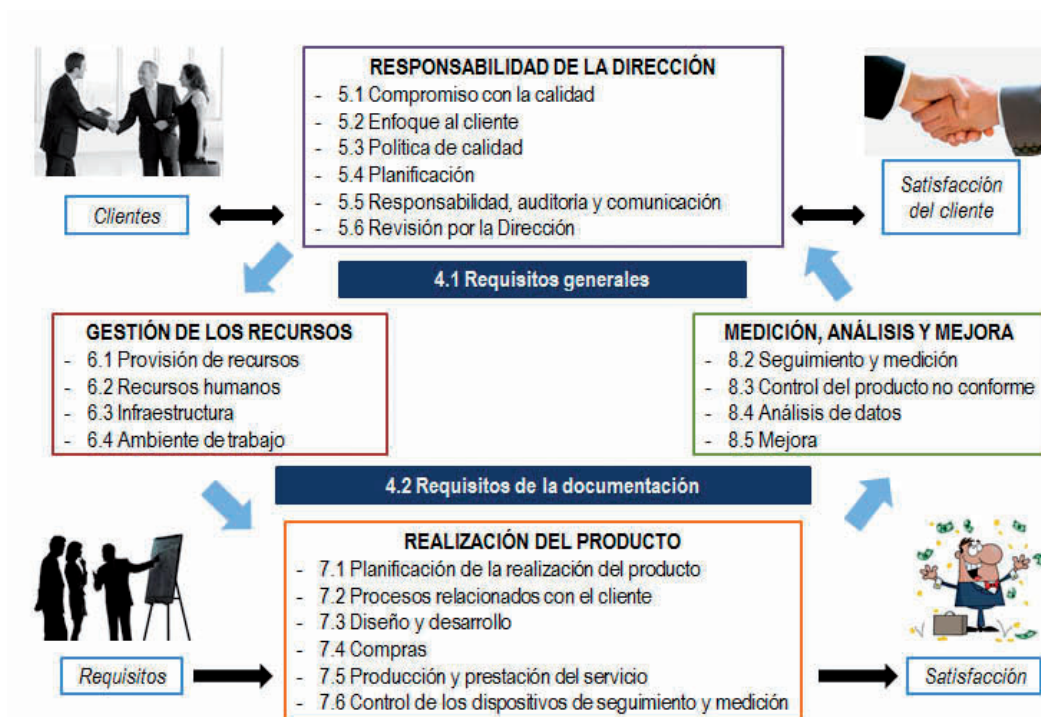 RESPONSABILIDAD DE LA DIRECCIÓN
- 5.1 Compromiso con la calidad
- 5.2 Enfoque al cliente
- 5.3 Política de calidad
- 5.4 Planificación
- 5.5 Responsabilidad, auditoría y comunicación
- 5.6 Revisión por la Dirección
Clientes
Satisfacción
del cliente
4.1 Requisitos generales
GESTIÓN DE LOS RECURSOS
- 6.1 Provisión de recursos
- 6.2 Recursos humanos
- 6.3 Infraestructura
- 6.4 Ambiente de trabajo
MEDICIÓN, ANÁLISIS Y MEJORA
- 8.2 Seguimiento y medición
- 8.3 Control del producto no conforme
- 8.4 Análisis de datos
- 8.5 Mejora
4.2 Requisitos de la documentación
REALIZACIÓN DEL PRODUCTO
- 7.1 Planificación de la realización del producto
- 7.2 Procesos relacionados con el cliente
- 7.3 Diseño y desarrollo
- 7.4 Compras
- 7.5 Producción y prestación del servicio
- 7.6 Control de los dispositivos de seguimiento y medición
Requisitos
Satisfacción